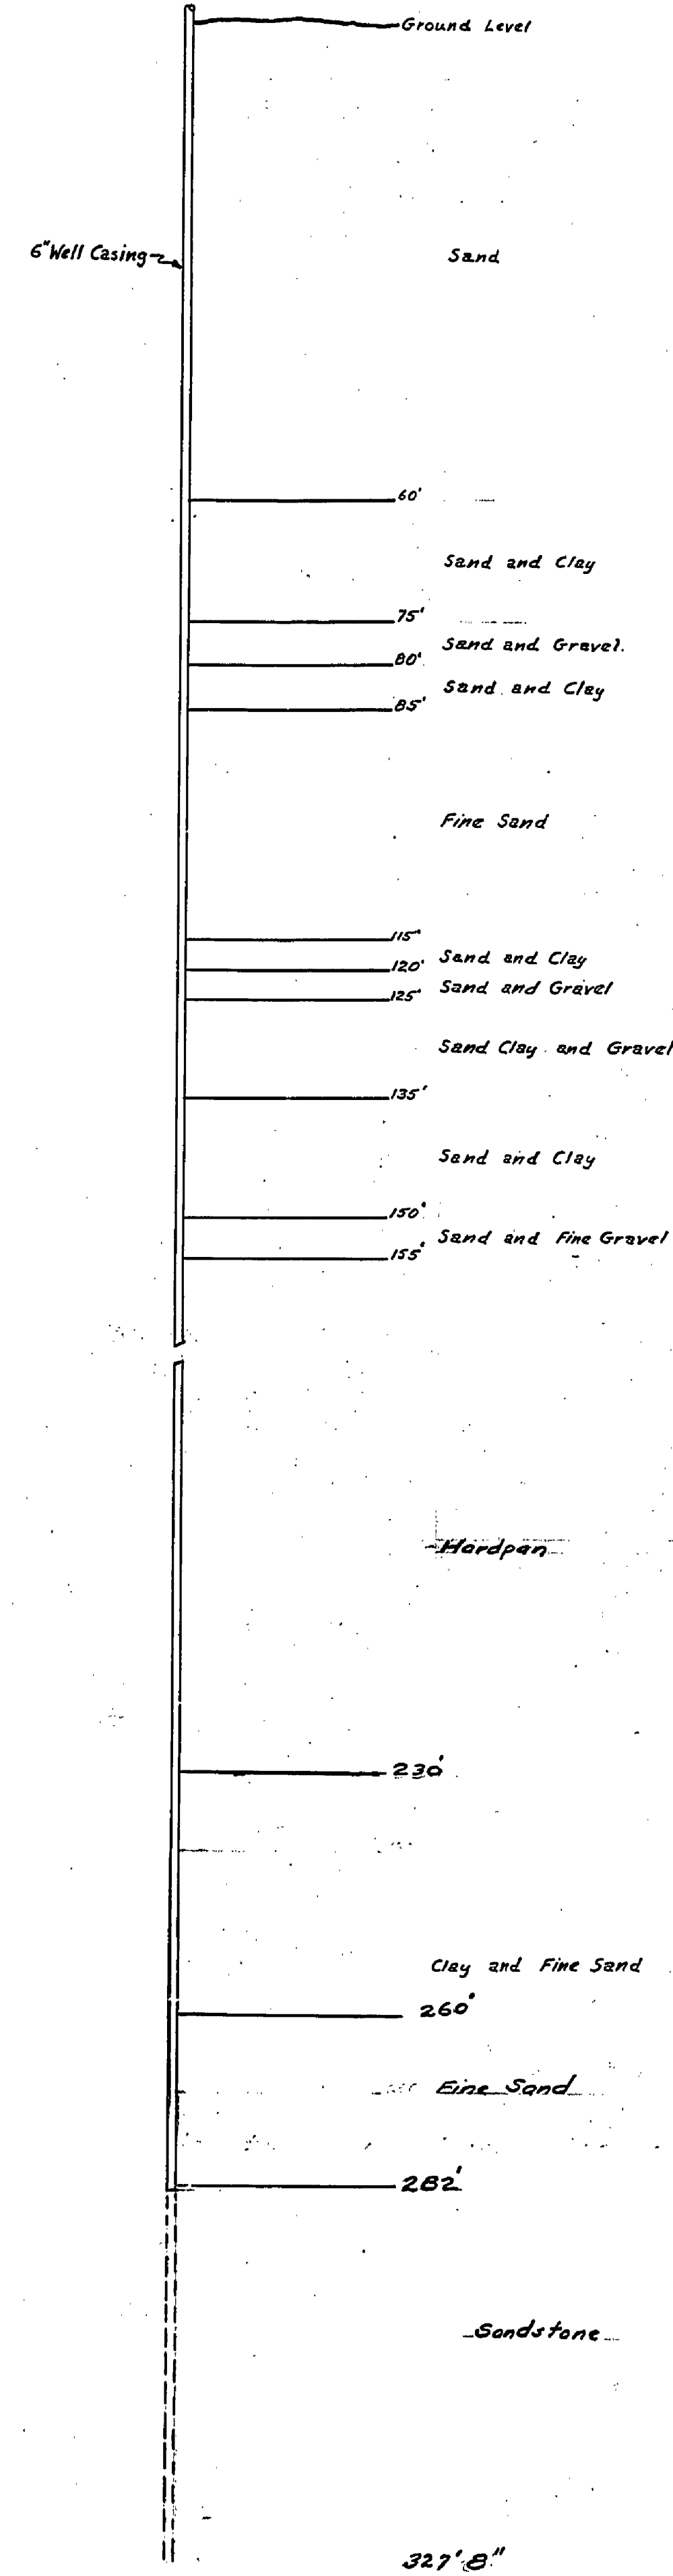 Ground Level
6" Well Casing
Sand
60'
Sand and Clay
75'
Sand and Gravel.
80'
Sand and Clay
85'
Fine Sand
115'
Sand and Clay
120'
Sand and Gravel
125'
Sand Clay and Gravel
135'
Sand and Clay
150'
Sand and Fine Gravel
155'
Hardpan
230'
Clay and Fine Sand
260'
Fine Sand
282'
Sandstone
327' 8"